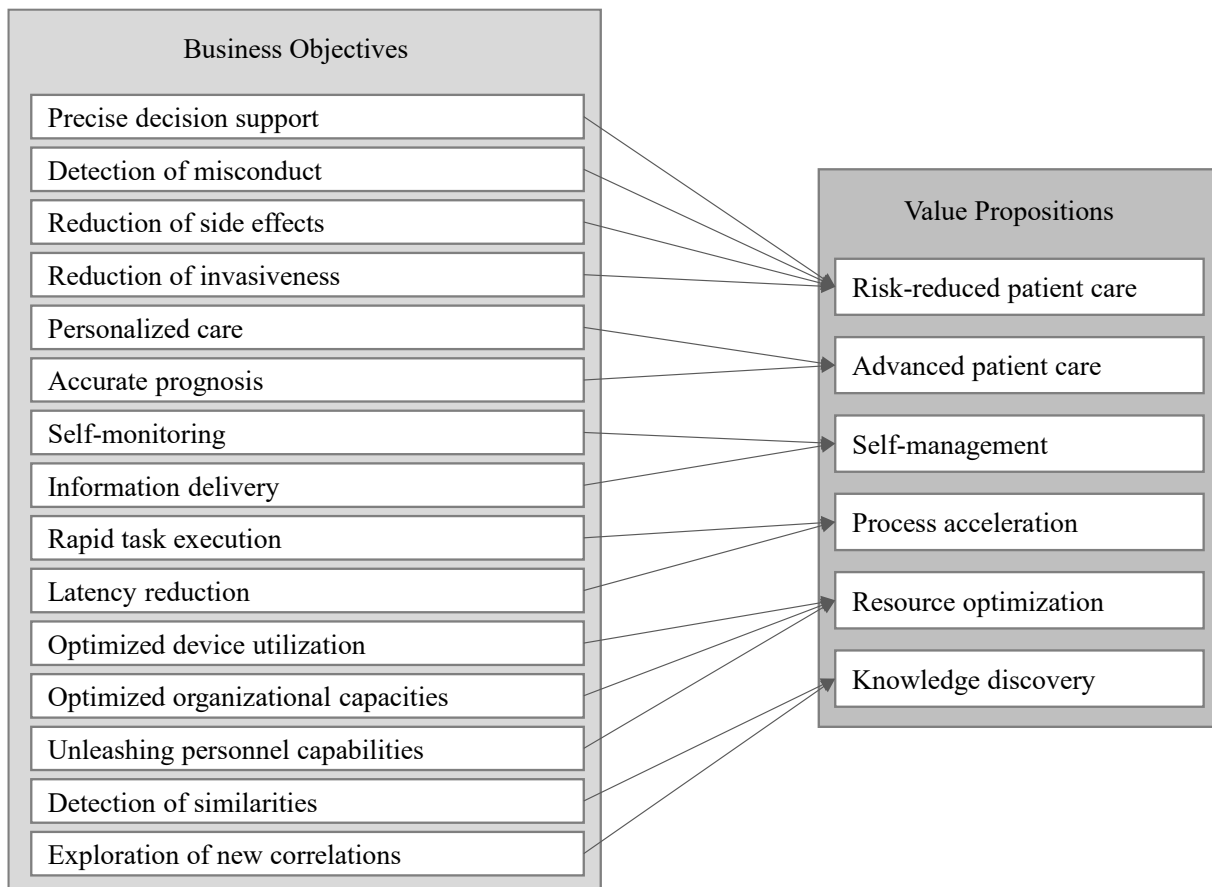 Business Objectives
Precise decision support
Detection of misconduct
Reduction of side effects
Reduction of invasiveness
Personalized care
Accurate prognosis
Self-monitoring
Information delivery
Rapid task execution
Latency reduction
Optimized device utilization
Optimized organizational capacities
Unleashing personnel capabilities
Detection of similarities
Exploration of new correlations
Value Propositions
Risk-reduced patient care
Advanced patient care
Self-management
Process acceleration
Resource optimization
Knowledge discovery